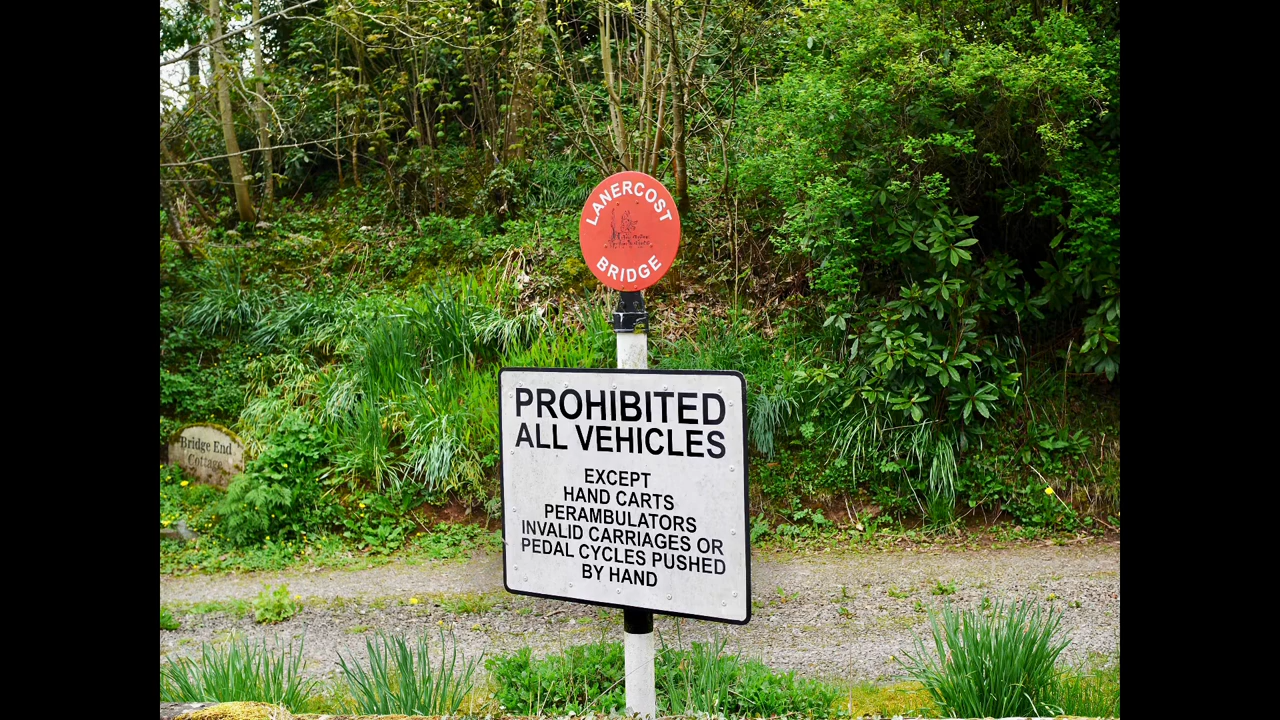 LANERCOST
BRIDGE
PROHIBITED
ALL VEHICLES
EXCEPT
HAND CARTS
PERAMBULATORS
INVALID CARRIAGES OR
PEDAL CYCLES PUSHED
BY HAND
Bridge End
Cottage